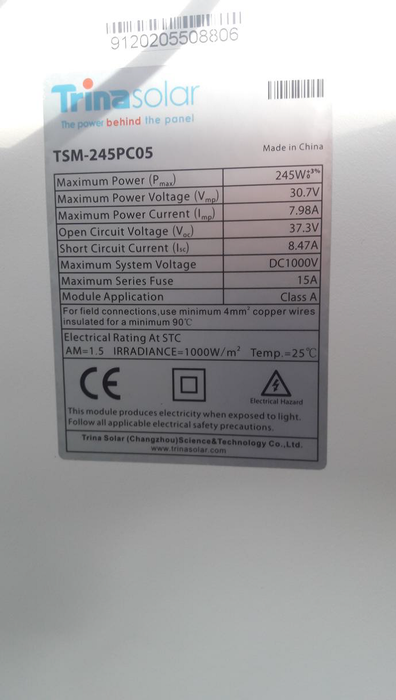 9120205508806
Trinasolar
The power behind the panel
TSM-245PC05
Made in China
Maximum Power (Pmax) 245W
Maximum Power Voltage (Vmp) 30.7V
Maximum Power Current (Imp) 7.98A
Open Circuit Voltage (Voc) 37.3V
Short Circuit Current (Isc) 8.47A
Maximum System Voltage DC1000V
Maximum Series Fuse 15A
Module Application Class A
For field connections,use minimum 4mm² copper wires
insulated for a minimum 90℃
Electrical Rating At STC
AM=1.5 IRRADIANCE=1000W/m² Temp.=25℃
CE
Electrical Hazard
This module produces electricity when exposed to light.
Follow all applicable electrical safety precautions.
Trina Solar (Changzhou)Science&Technology Co.,Ltd.
www.trinasolar.com